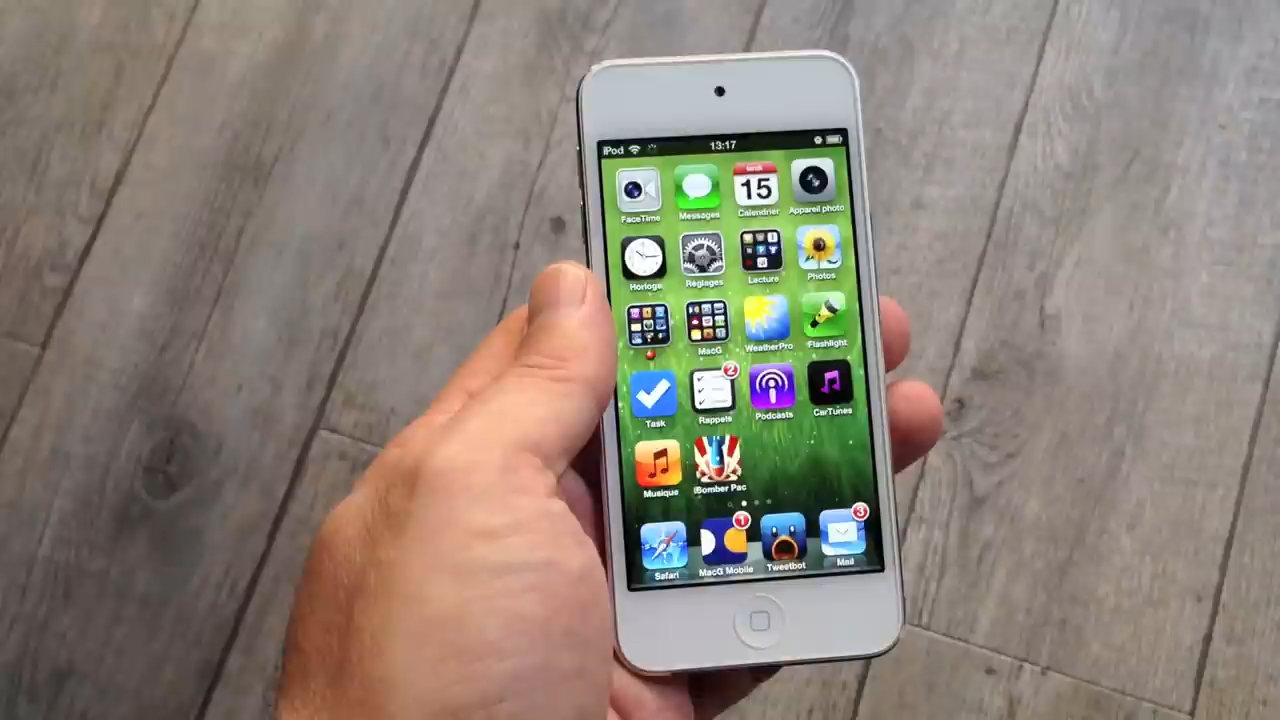 iPod 13:17
15
FaceTime Messages Calendrier Appareil photo
Horloge Réglages Lecture Photos
MacG WeatherPro Flashlight
2
Task Rappels Podcasts CarTunes
Musique iBomber Pac
1 3
Safari MacG Mobile Tweetbot Mail